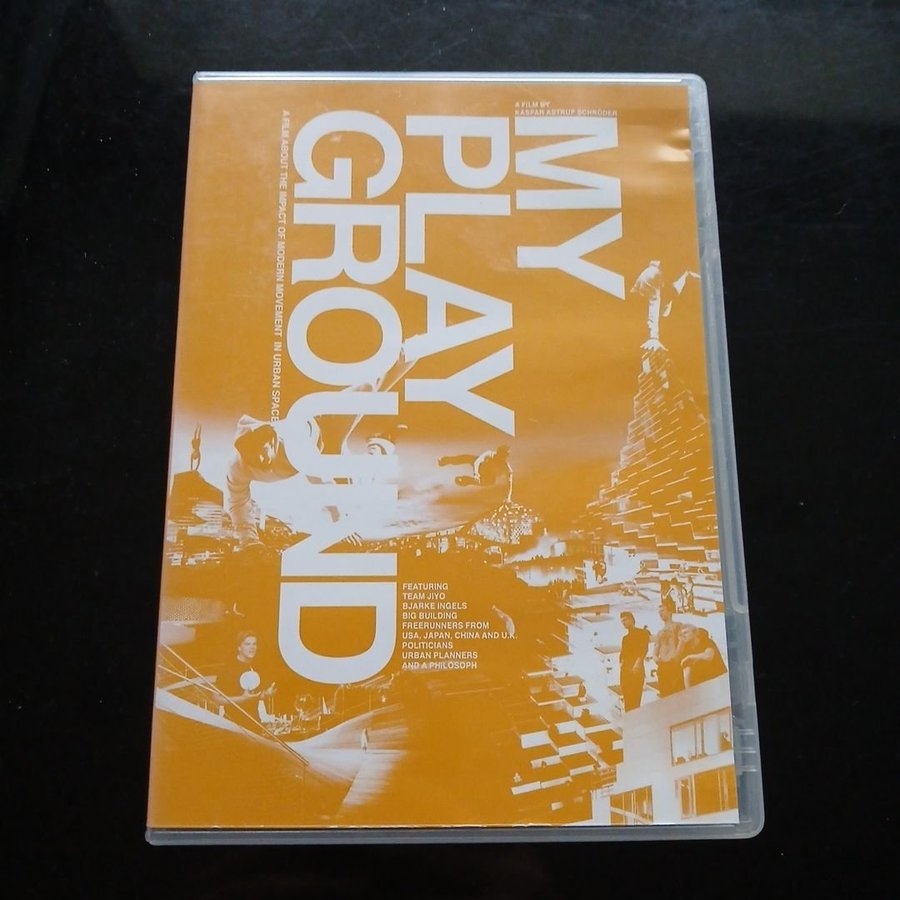 A FILM BY
KASPAR ASTRUP SCHRÖDER
MY
PLAY
GROUND
A FILM ABOUT THE IMPACT OF MODERN MOVEMENT IN URBAN SPACE
FEATURING
TEAM JIYO
BJARKE INGELS
BIG BUILDING
FREERUNNERS FROM
USA, JAPAN, CHINA AND U.K.
POLITICIANS
URBAN PLANNERS
AND A PHILOSOPH